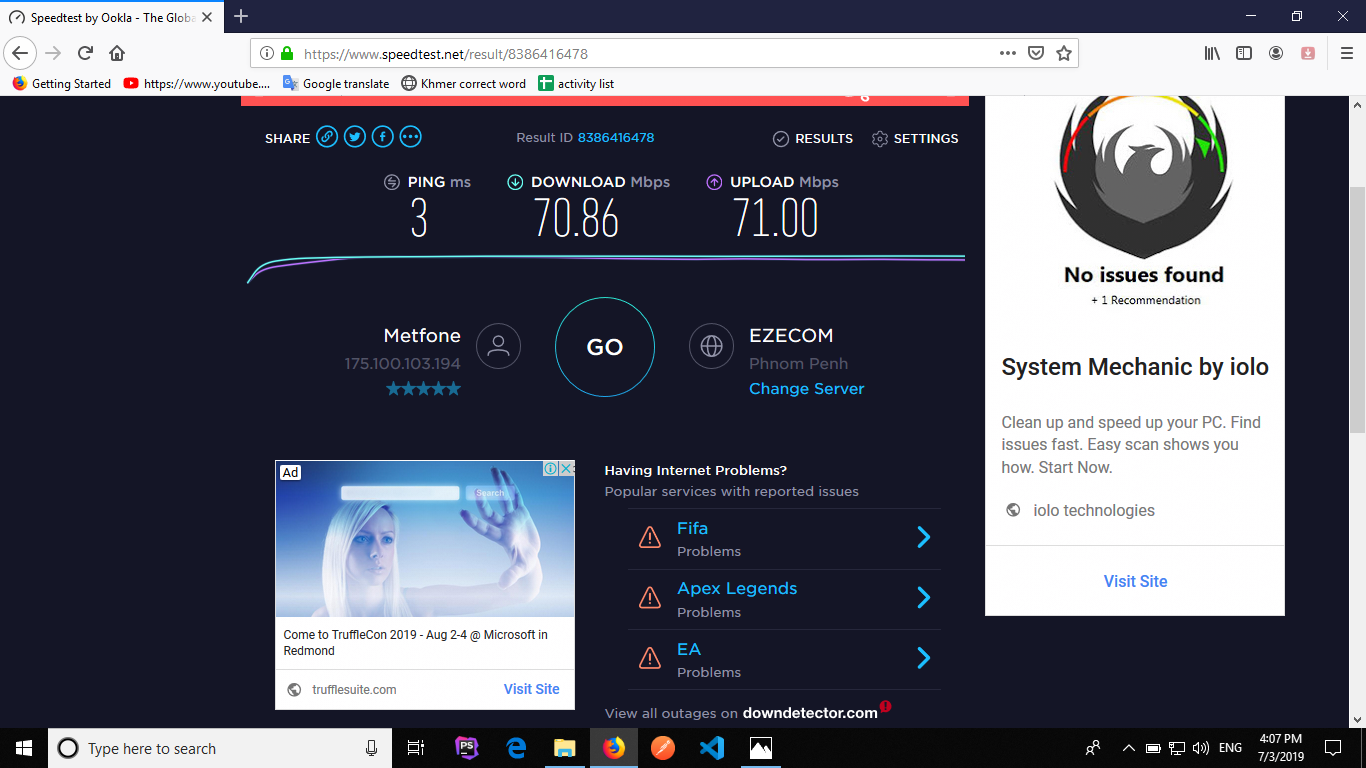 Speedtest by Ookla - The Globa
https://www.speedtest.net/result/8386416478
Getting Started
https://www.youtube....
Google translate
Khmer correct word
activity list
SHARE
Result ID 8386416478
RESULTS
SETTINGS
PING ms
DOWNLOAD Mbps
UPLOAD Mbps
3
70.86
71.00
Metfone
175.100.103.194
GO
EZECOM
Phnom Penh
Change Server
Ad
Search
Come to TruffleCon 2019 - Aug 2-4 @ Microsoft in
Redmond
trufflesuite.com
Visit Site
Having Internet Problems?
Popular services with reported issues
Fifa
Problems
Apex Legends
Problems
EA
Problems
View all outages on downdetector.com
No issues found
+ 1 Recommendation
System Mechanic by iolo
Clean up and speed up your PC. Find
issues fast. Easy scan shows you
how. Start Now.
iolo technologies
Visit Site
Type here to search
PS
ENG
4:07 PM
7/3/2019